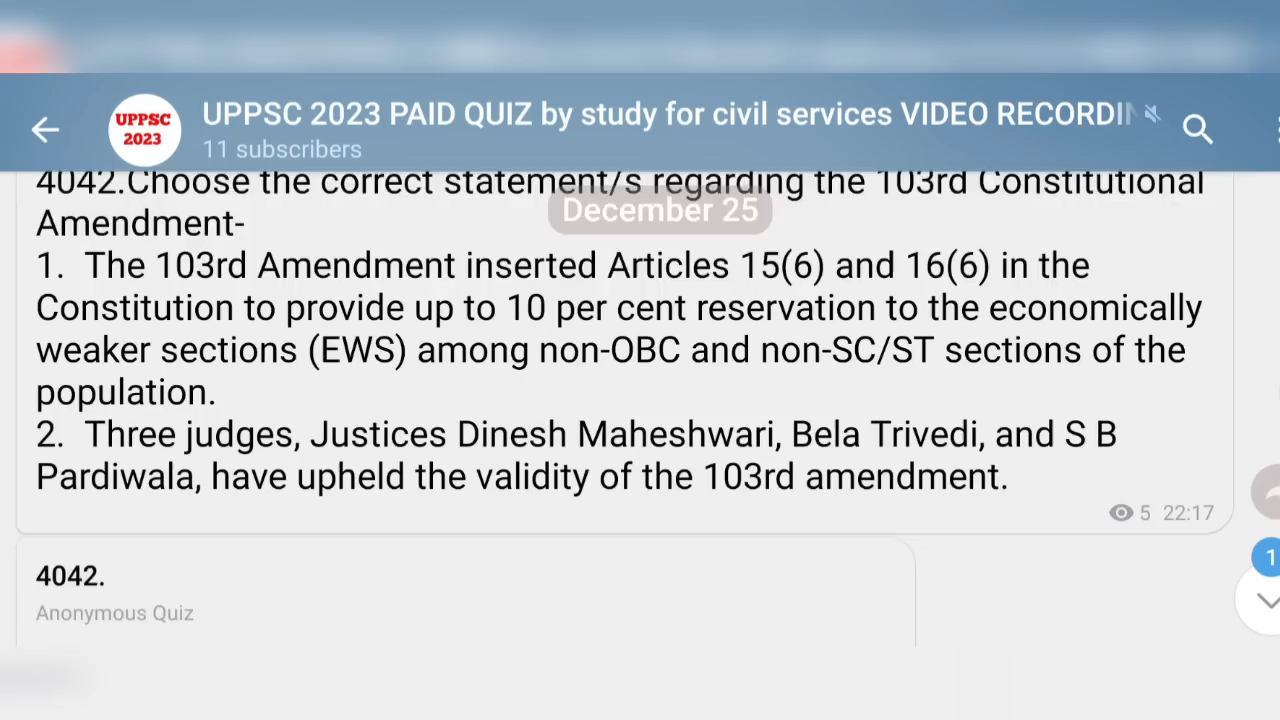 UPPSC 2023 PAID QUIZ by study for civil services VIDEO RECORDIN
UPPSC
2023
11 subscribers
4042.Choose the correct statement/s regarding the 103rd Constitutional
Amendment-
December 25
1. The 103rd Amendment inserted Articles 15(6) and 16(6) in the
Constitution to provide up to 10 per cent reservation to the economically
weaker sections (EWS) among non-OBC and non-SC/ST sections of the
population.
2. Three judges, Justices Dinesh Maheshwari, Bela Trivedi, and S B
Pardiwala, have upheld the validity of the 103rd amendment.
5 22:17
1
4042.
Anonymous Quiz